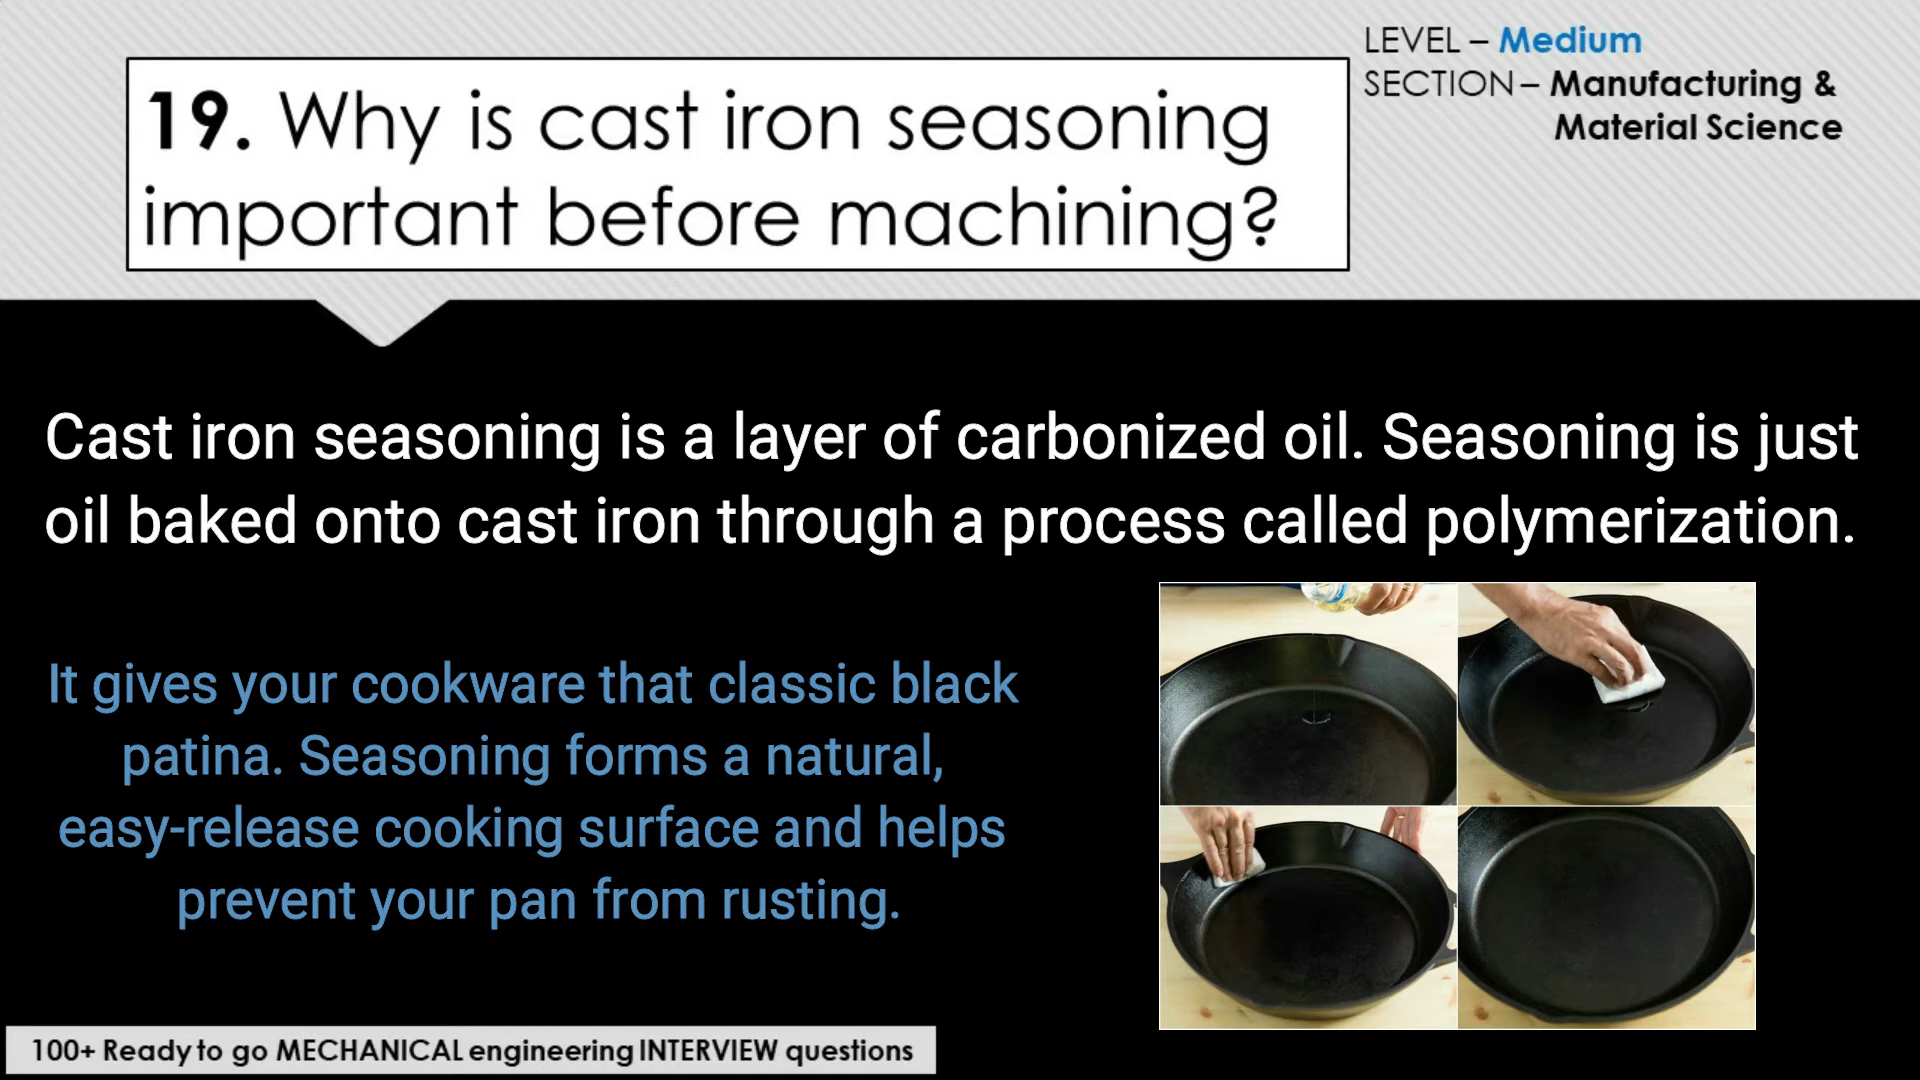 LEVEL – Medium
SECTION – Manufacturing &
Material Science
19. Why is cast iron seasoning
important before machining?
Cast iron seasoning is a layer of carbonized oil. Seasoning is just
oil baked onto cast iron through a process called polymerization.
It gives your cookware that classic black
patina. Seasoning forms a natural,
easy-release cooking surface and helps
prevent your pan from rusting.
100+ Ready to go MECHANICAL engineering INTERVIEW questions